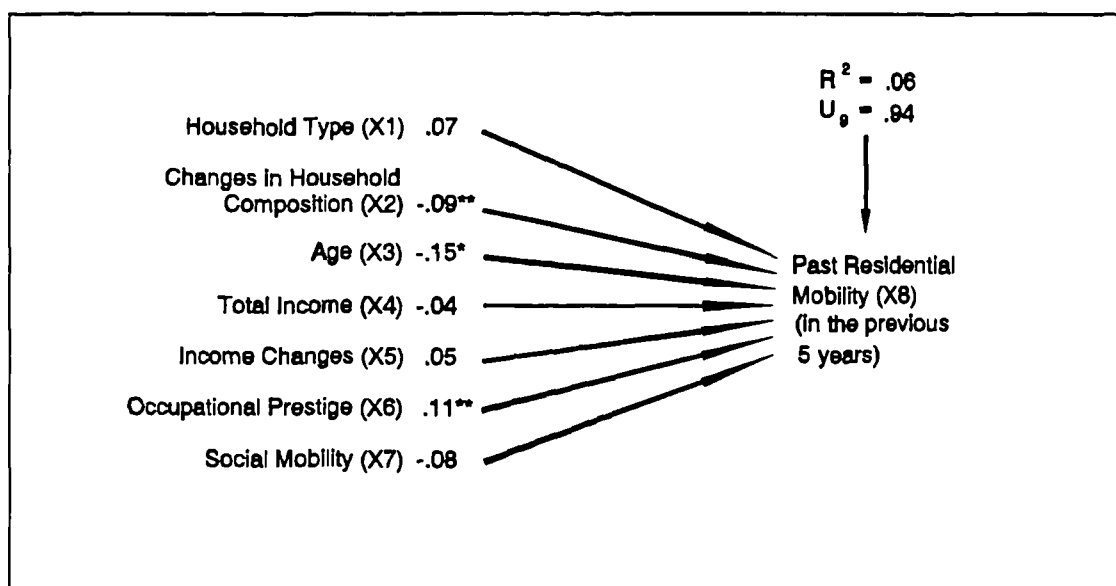 R² = .06
U₉ = .94
Household Type (X1) .07
Changes in Household
Composition (X2) -.09**
Age (X3) -.15*
Total Income (X4) -.04
Income Changes (X5) .05
Occupational Prestige (X6) .11**
Social Mobility (X7) -.08
Past Residential
Mobility (X8)
(in the previous
5 years)